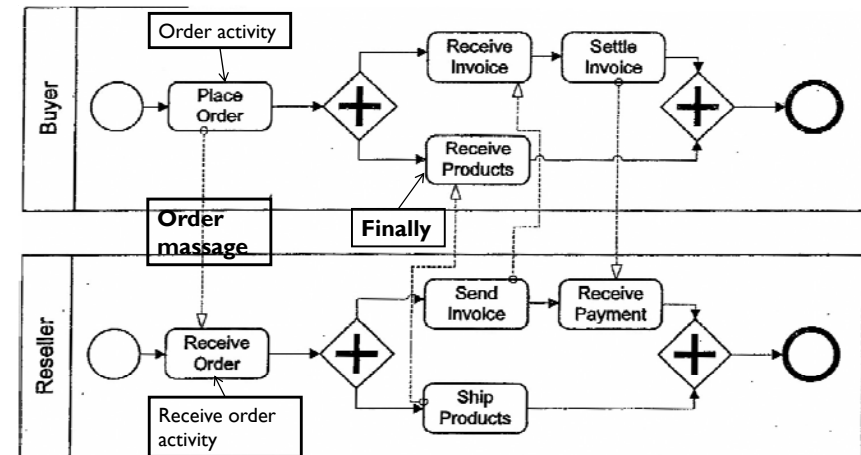 Order activity
Buyer
Place
Order
Receive
Invoice
Settle
Invoice
Receive
Products
Order
massage
Finally
Reseller
Receive
Order
Send
Invoice
Receive
Payment
Ship
Products
Receive order
activity